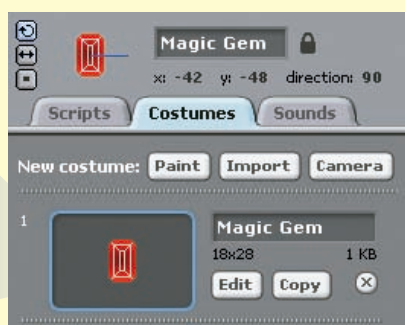 Magic Gem
x: -42 y: -48 direction: 90
Scripts Costumes Sounds
New costume: Paint Import Camera
1
Magic Gem
18x28 1 KB
Edit Copy